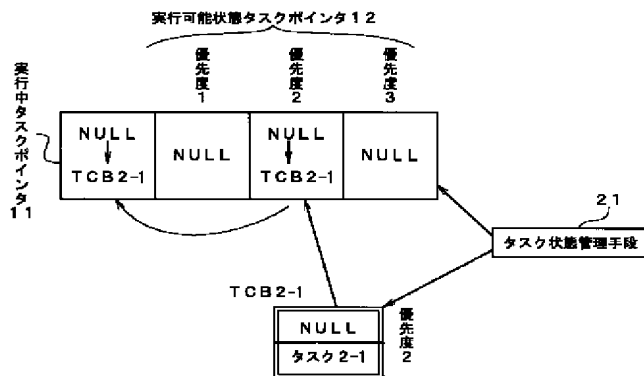 実行可能状態タスクポインタ12
優先度1
優先度2
優先度3
実行中タスクポインタ11
NULL
TCB2-1
NULL
NULL
TCB2-1
NULL
21
タスク状態管理手段
TCB2-1
NULL
タスク2-1
優先度2